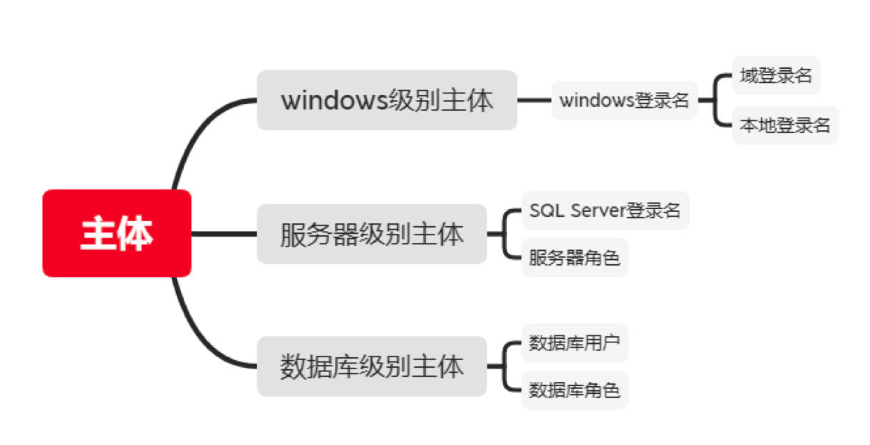 主体
windows级别主体
windows登录名
域登录名
本地登录名
服务器级别主体
SQL Server登录名
服务器角色
数据库级别主体
数据库用户
数据库角色